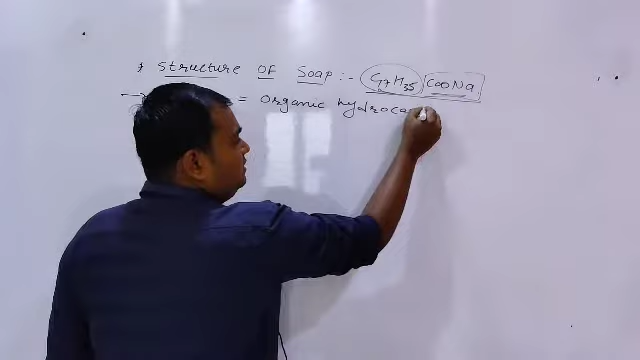 * Structure of Soap :- C17H35 COONa
→ = Organic hydroca